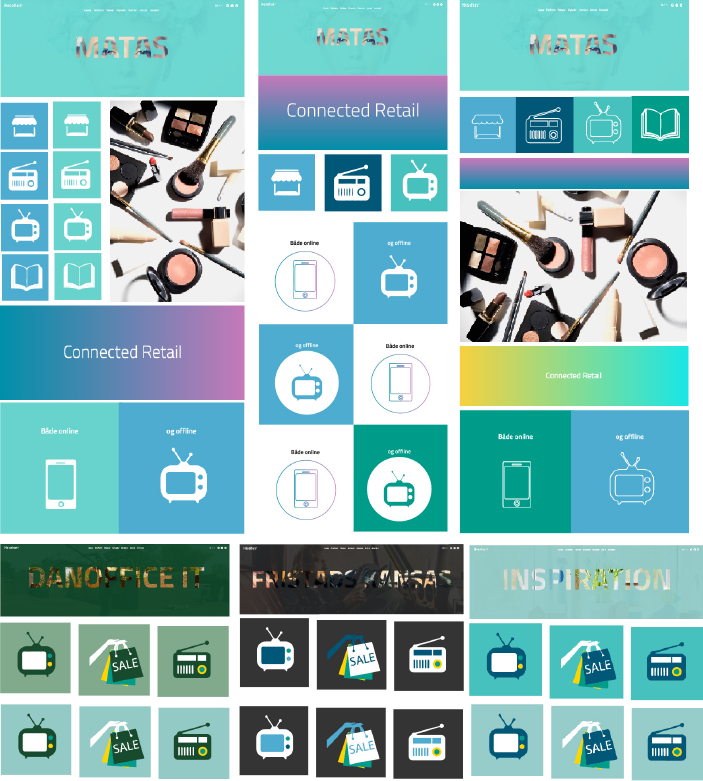 MATAS
Connected Retail
Både online
og offline
MATAS
Connected Retail
Både online
og offline
og offline
Både online
Både online
og offline
MATAS
Connected Retail
Både online
og offline
DANOFFICE IT
SALE
SALE
FRISTADS KANSAS
SALE
SALE
INSPIRATION
SALE
SALE